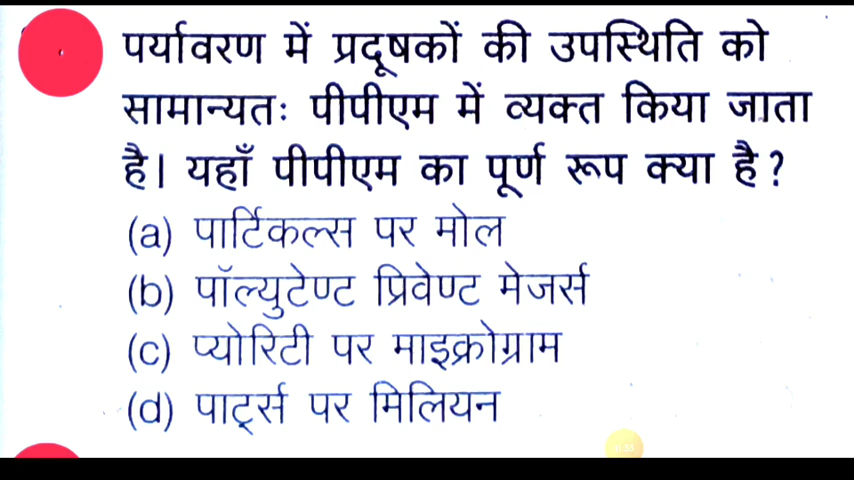 पर्यावरण में प्रदूषकों की उपस्थिति को
सामान्यतः पीपीएम में व्यक्त किया जाता
है। यहाँ पीपीएम का पूर्ण रूप क्या है?
(a) पार्टिकल्स पर मोल
(b) पॉल्युटेण्ट प्रिवेण्ट मेजर्स
(c) प्योरिटी पर माइक्रोग्राम
(d) पार्ट्स पर मिलियन